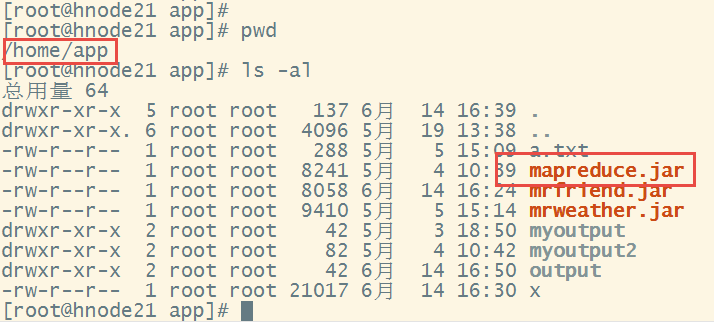 [root@hnode21 app]#
[root@hnode21 app]# pwd
/home/app
[root@hnode21 app]# ls -al
总用量 64
drwxr-xr-x  5 root root   137 6月  14 16:39 .
drwxr-xr-x. 6 root root  4096 5月  19 13:38 ..
-rw-r--r--  1 root root   288 5月   5 15:09 a.txt
-rw-r--r--  1 root root  8241 5月   4 10:39 mapreduce.jar
-rw-r--r--  1 root root  8058 6月  14 16:24 mrfriend.jar
-rw-r--r--  1 root root  9410 5月   5 15:14 mrweather.jar
drwxr-xr-x  2 root root    42 5月   3 18:50 myoutput
drwxr-xr-x  2 root root    82 5月   4 10:42 myoutput2
drwxr-xr-x  2 root root    42 6月  14 16:50 output
-rw-r--r--  1 root root 21017 6月  14 16:30 x
[root@hnode21 app]#